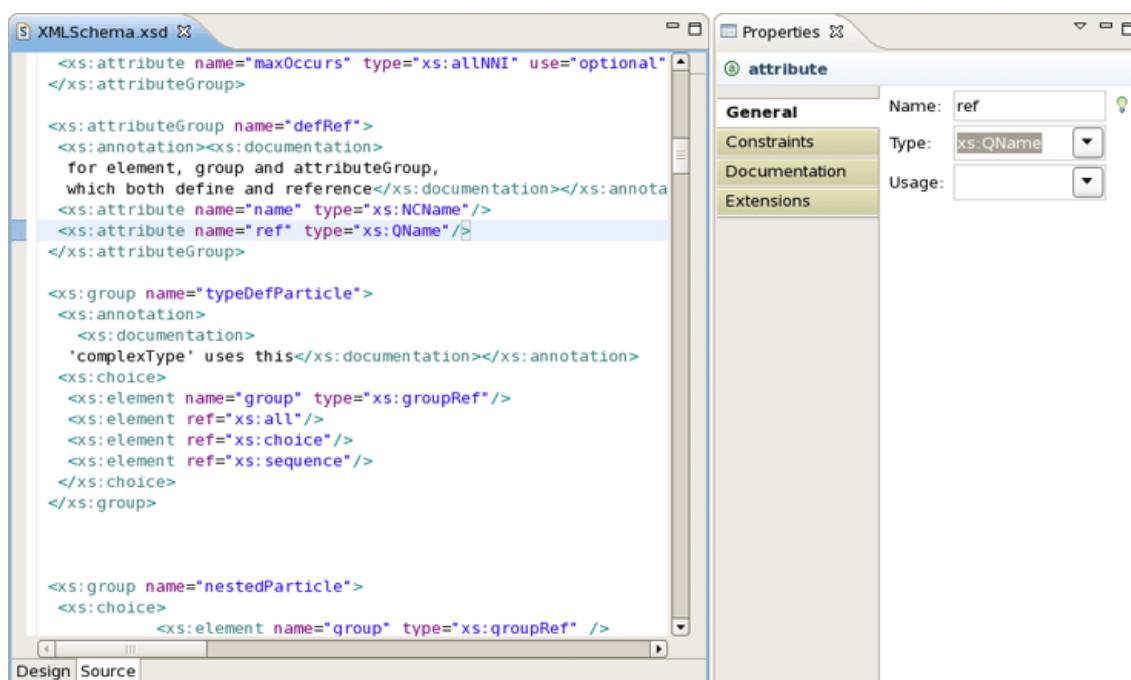 XMLSchema.xsd
<xs:attribute name="maxOccurs" type="xs:allNNI" use="optional"
</xs:attributeGroup>
<xs:attributeGroup name="defRef">
<xs:annotation><xs:documentation>
for element, group and attributeGroup,
which both define and reference</xs:documentation></xs:annota
<xs:attribute name="name" type="xs:NCName"/>
<xs:attribute name="ref" type="xs:QName"/>
</xs:attributeGroup>
<xs:group name="typeDefParticle">
<xs:annotation>
<xs:documentation>
'complexType' uses this</xs:documentation></xs:annotation>
<xs:choice>
<xs:element name="group" type="xs:groupRef"/>
<xs:element ref="xs:all"/>
<xs:element ref="xs:choice"/>
<xs:element ref="xs:sequence"/>
</xs:choice>
</xs:group>
<xs:group name="nestedParticle">
<xs:choice>
<xs:element name="group" type="xs:groupRef" />
Design Source
Properties
attribute
General
Constraints
Documentation
Extensions
Name: ref
Type: xs:QName
Usage: